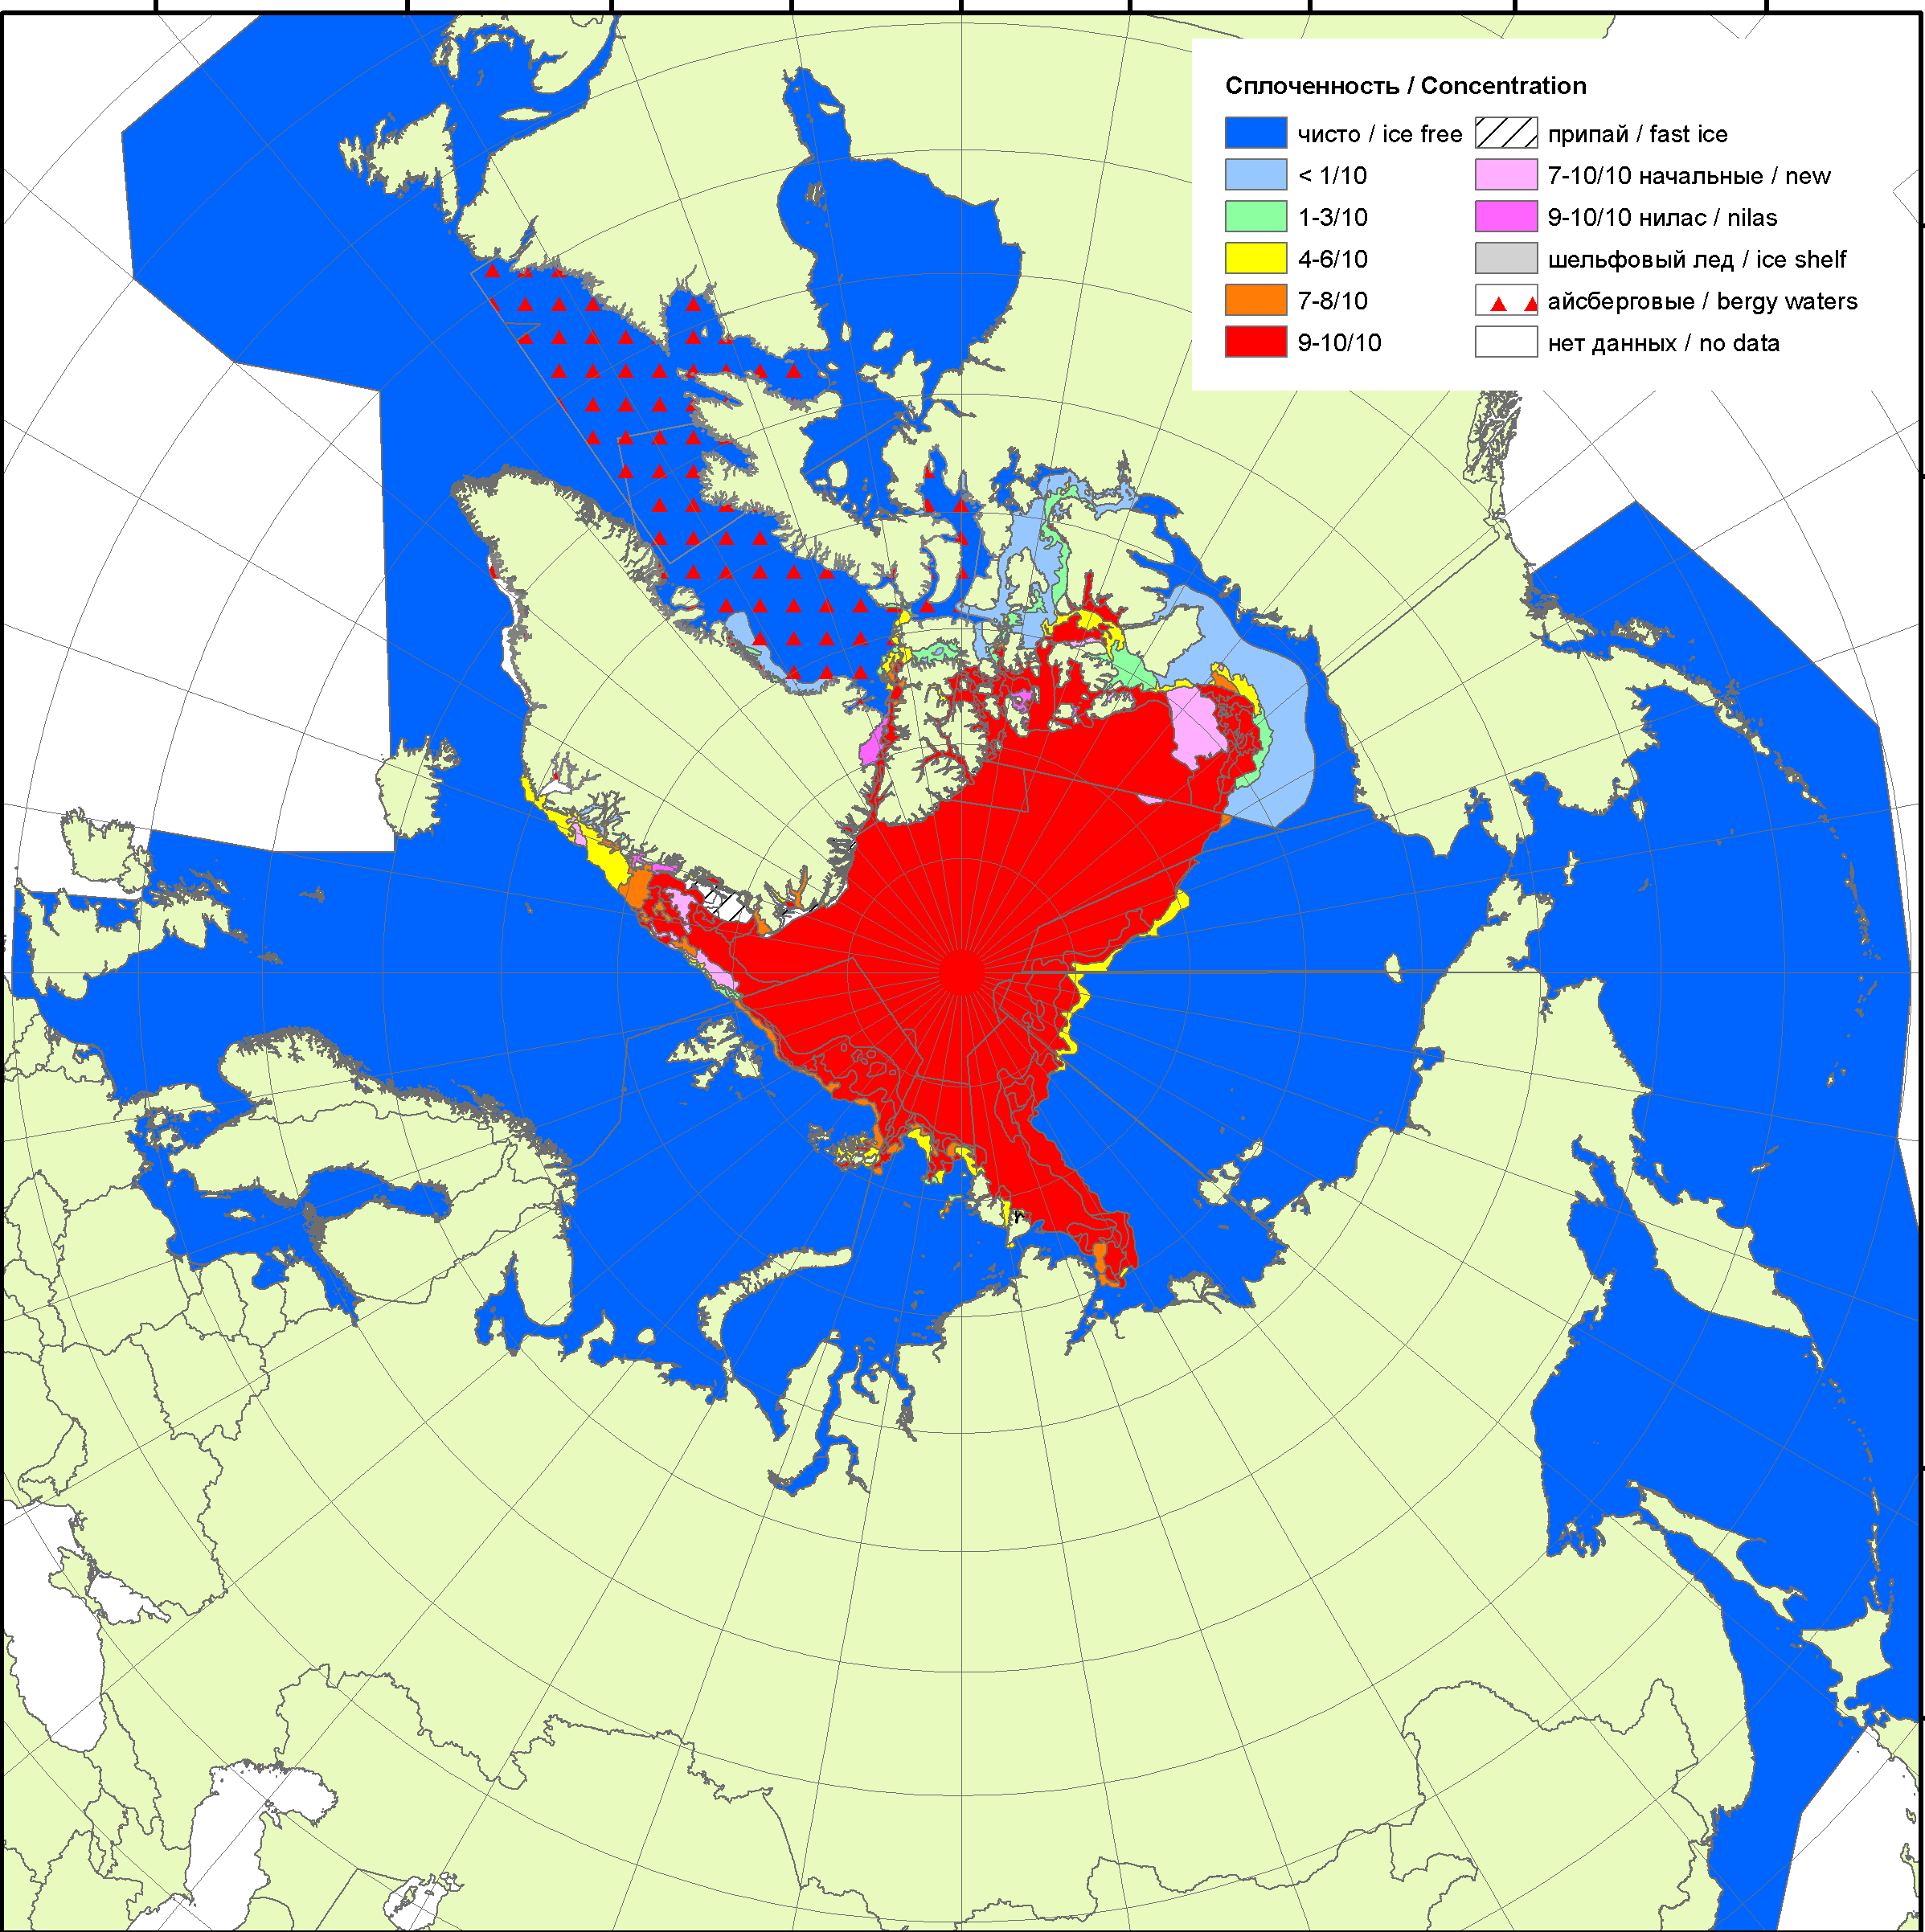 Сплоченность / Concentration
чисто / ice free
< 1/10
1-3/10
4-6/10
7-8/10
9-10/10
припай / fast ice
7-10/10 начальные / new
9-10/10 нилас / nilas
шельфовый лед / ice shelf
айсберговые / bergy waters
нет данных / no data